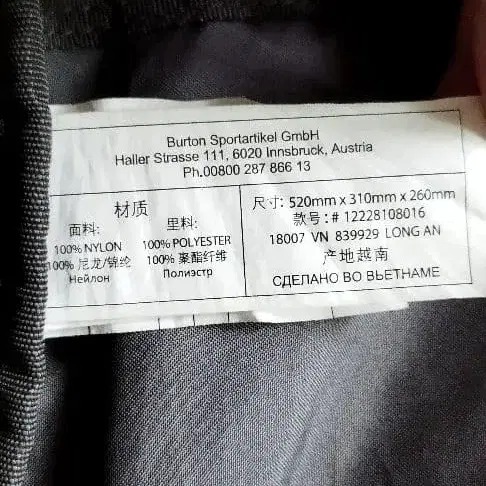 Burton Sportartikel GmbH
Haller Strasse 111, 6020 Innsbruck, Austria
Ph.00800 287 866 13
材质
面料: 里料:
100% NYLON 100% POLYESTER
100% 尼龙/锦纶 100% 聚酯纤维
Нейлон Полиэстр
尺寸: 520mm x 310mm x 260mm
款号: # 12228108016
18007 VN 839929 LONG AN
产地越南
СДЕЛАНО ВО ВЬЕТНАМЕ